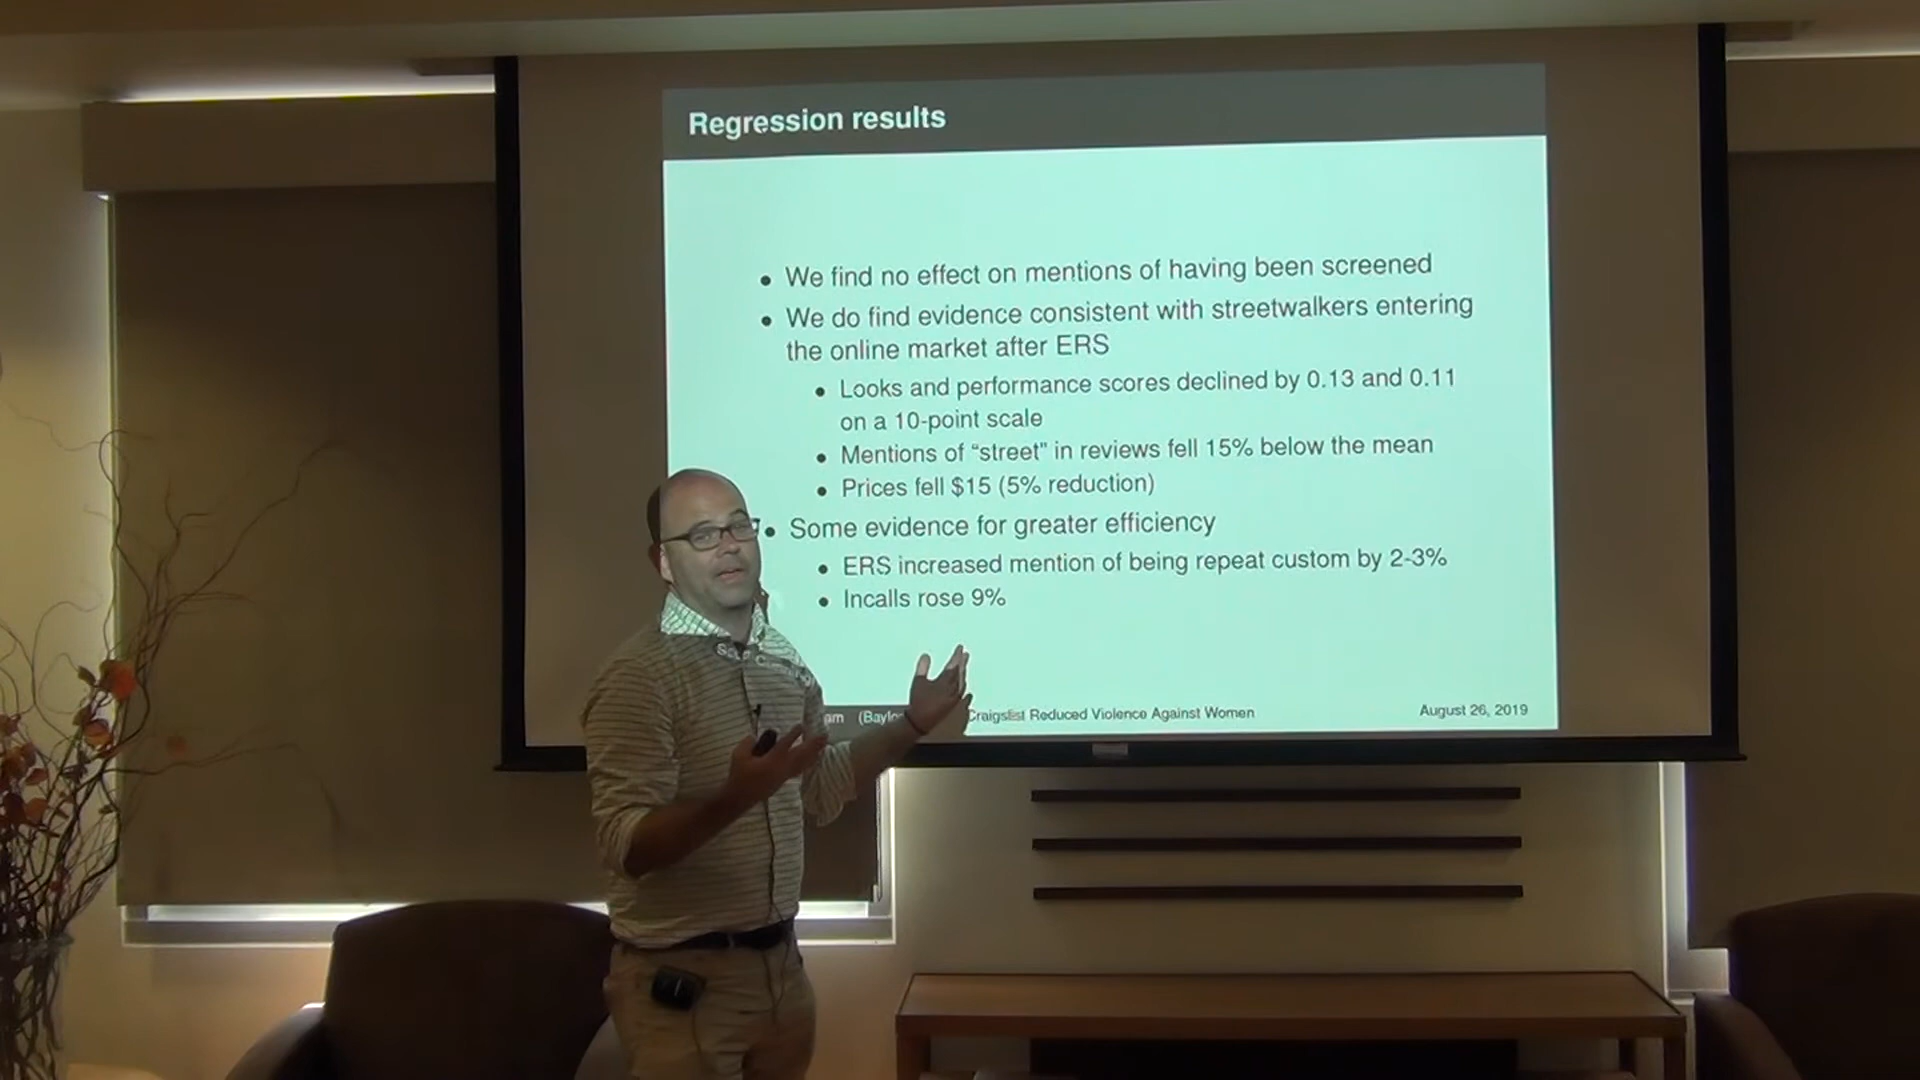 Regression results
• We find no effect on mentions of having been screened
• We do find evidence consistent with streetwalkers entering
the online market after ERS
• Looks and performance scores declined by 0.13 and 0.11
on a 10-point scale
• Mentions of “street” in reviews fell 15% below the mean
• Prices fell $15 (5% reduction)
• Some evidence for greater efficiency
• ERS increased mention of being repeat custom by 2-3%
• Incalls rose 9%
Craigslist Reduced Violence Against Women
August 26, 2019